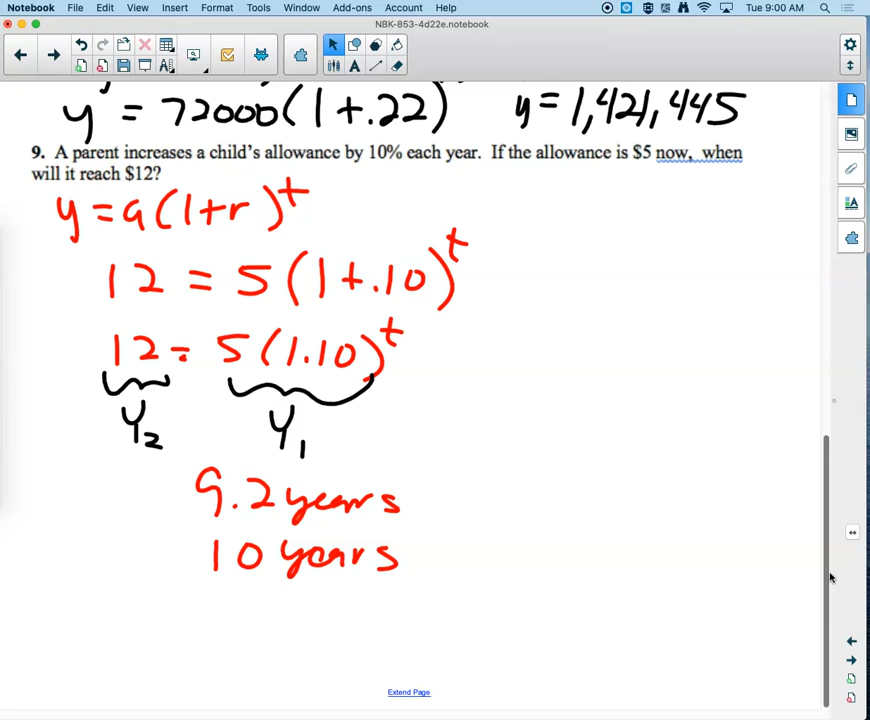 Notebook File Edit View Insert Format Tools Window Add-ons Account Help Tue 9:00 AM
NBK-853-4d22e.notebook
y = 72000(1+.22) y = 1,421,445
9. A parent increases a child's allowance by 10% each year. If the allowance is $5 now, when
will it reach $12?
y = a(1+r)^t
12 = 5(1+.10)^t
12 = 5(1.10)^t
Y₂ Y₁
9.2 years
10 years
Extend Page